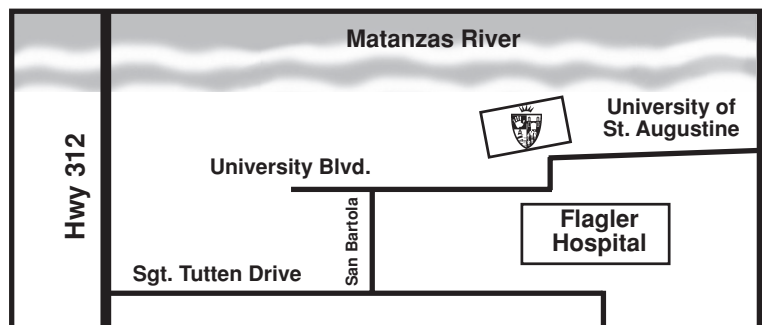 Matanzas River
University of
St. Augustine
Hwy 312
University Blvd.
San Bartola
Flagler
Hospital
Sgt. Tutten Drive